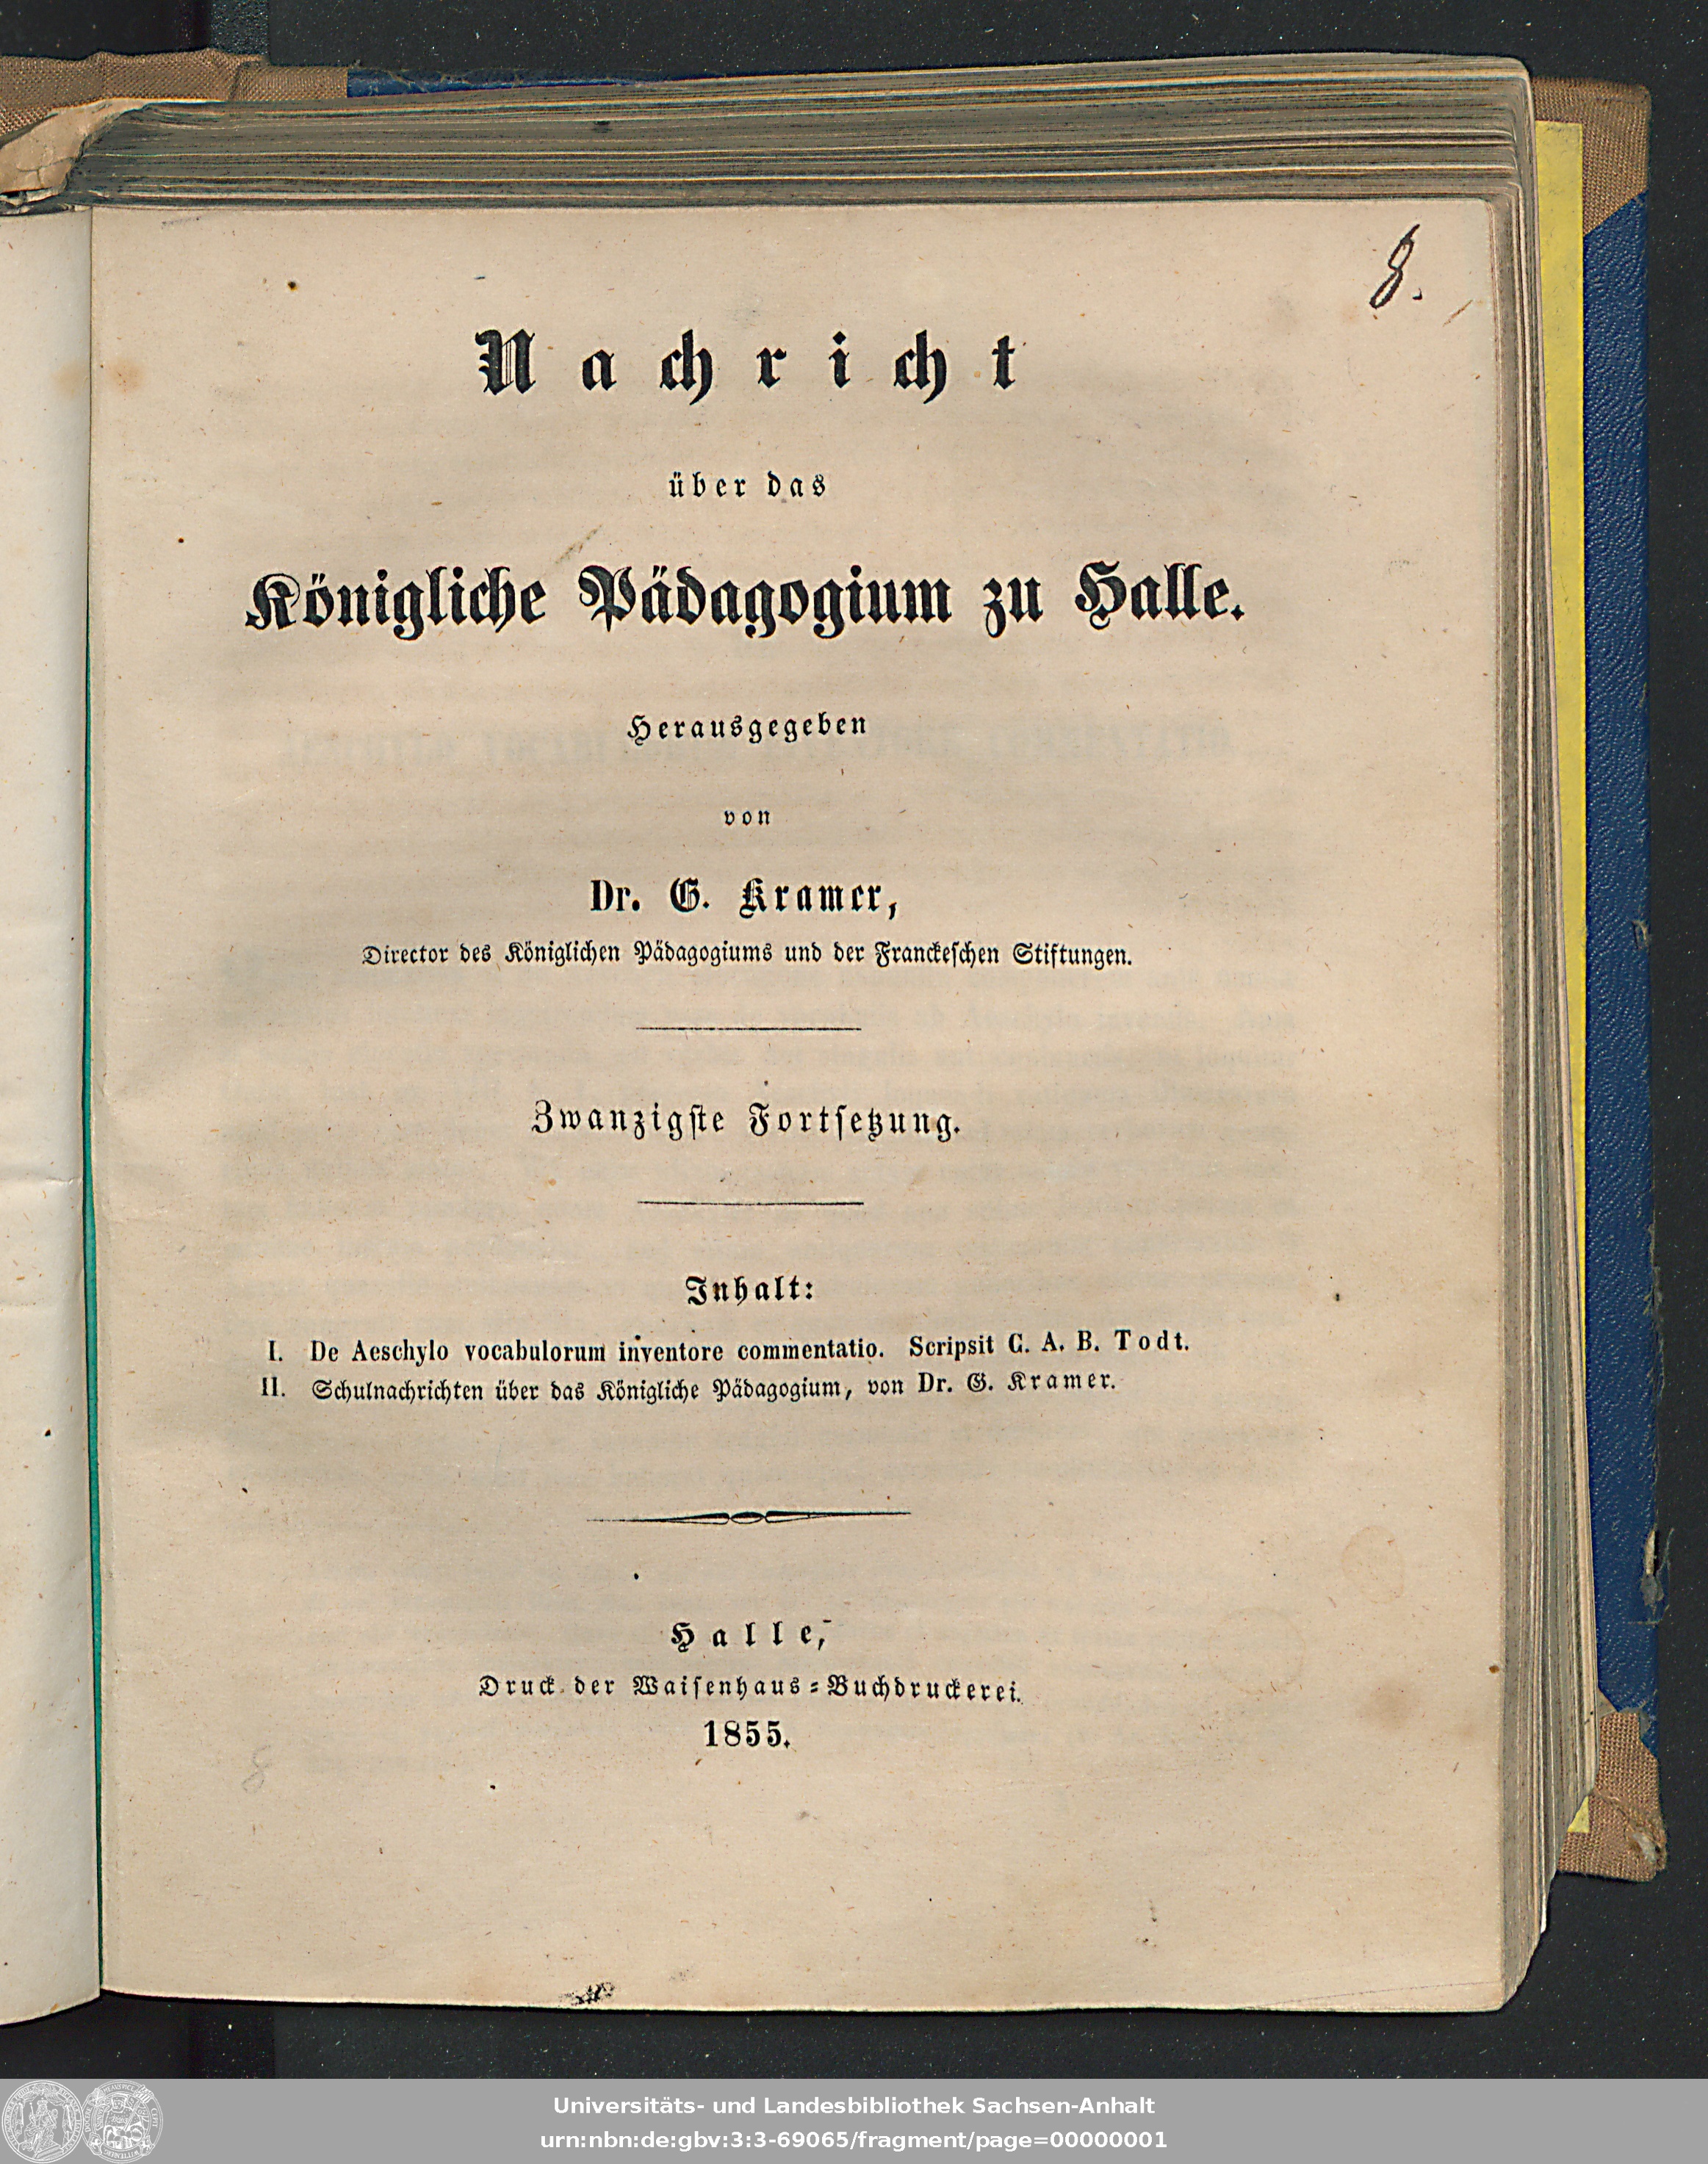 8.
Nachricht
über das
Königliche Pädagogium zu Halle.
Herausgegeben
von
Dr. G. Kramer,
Director des Königlichen Pädagogiums und der Franckeschen Stiftungen.
Zwanzigste Fortsetzung.
Inhalt:
I. De Aeschylo vocabulorum inventore commentatio. Scripsit C. A. B. Todt.
II. Schulnachrichten über das Königliche Pädagogium, von Dr. G. Kramer.
Halle,
Druck der Waisenhaus-Buchdruckerei.
1855.
8
Universitäts- und Landesbibliothek Sachsen-Anhalt
urn:nbn:de:gbv:3:3-69065/fragment/page=00000001